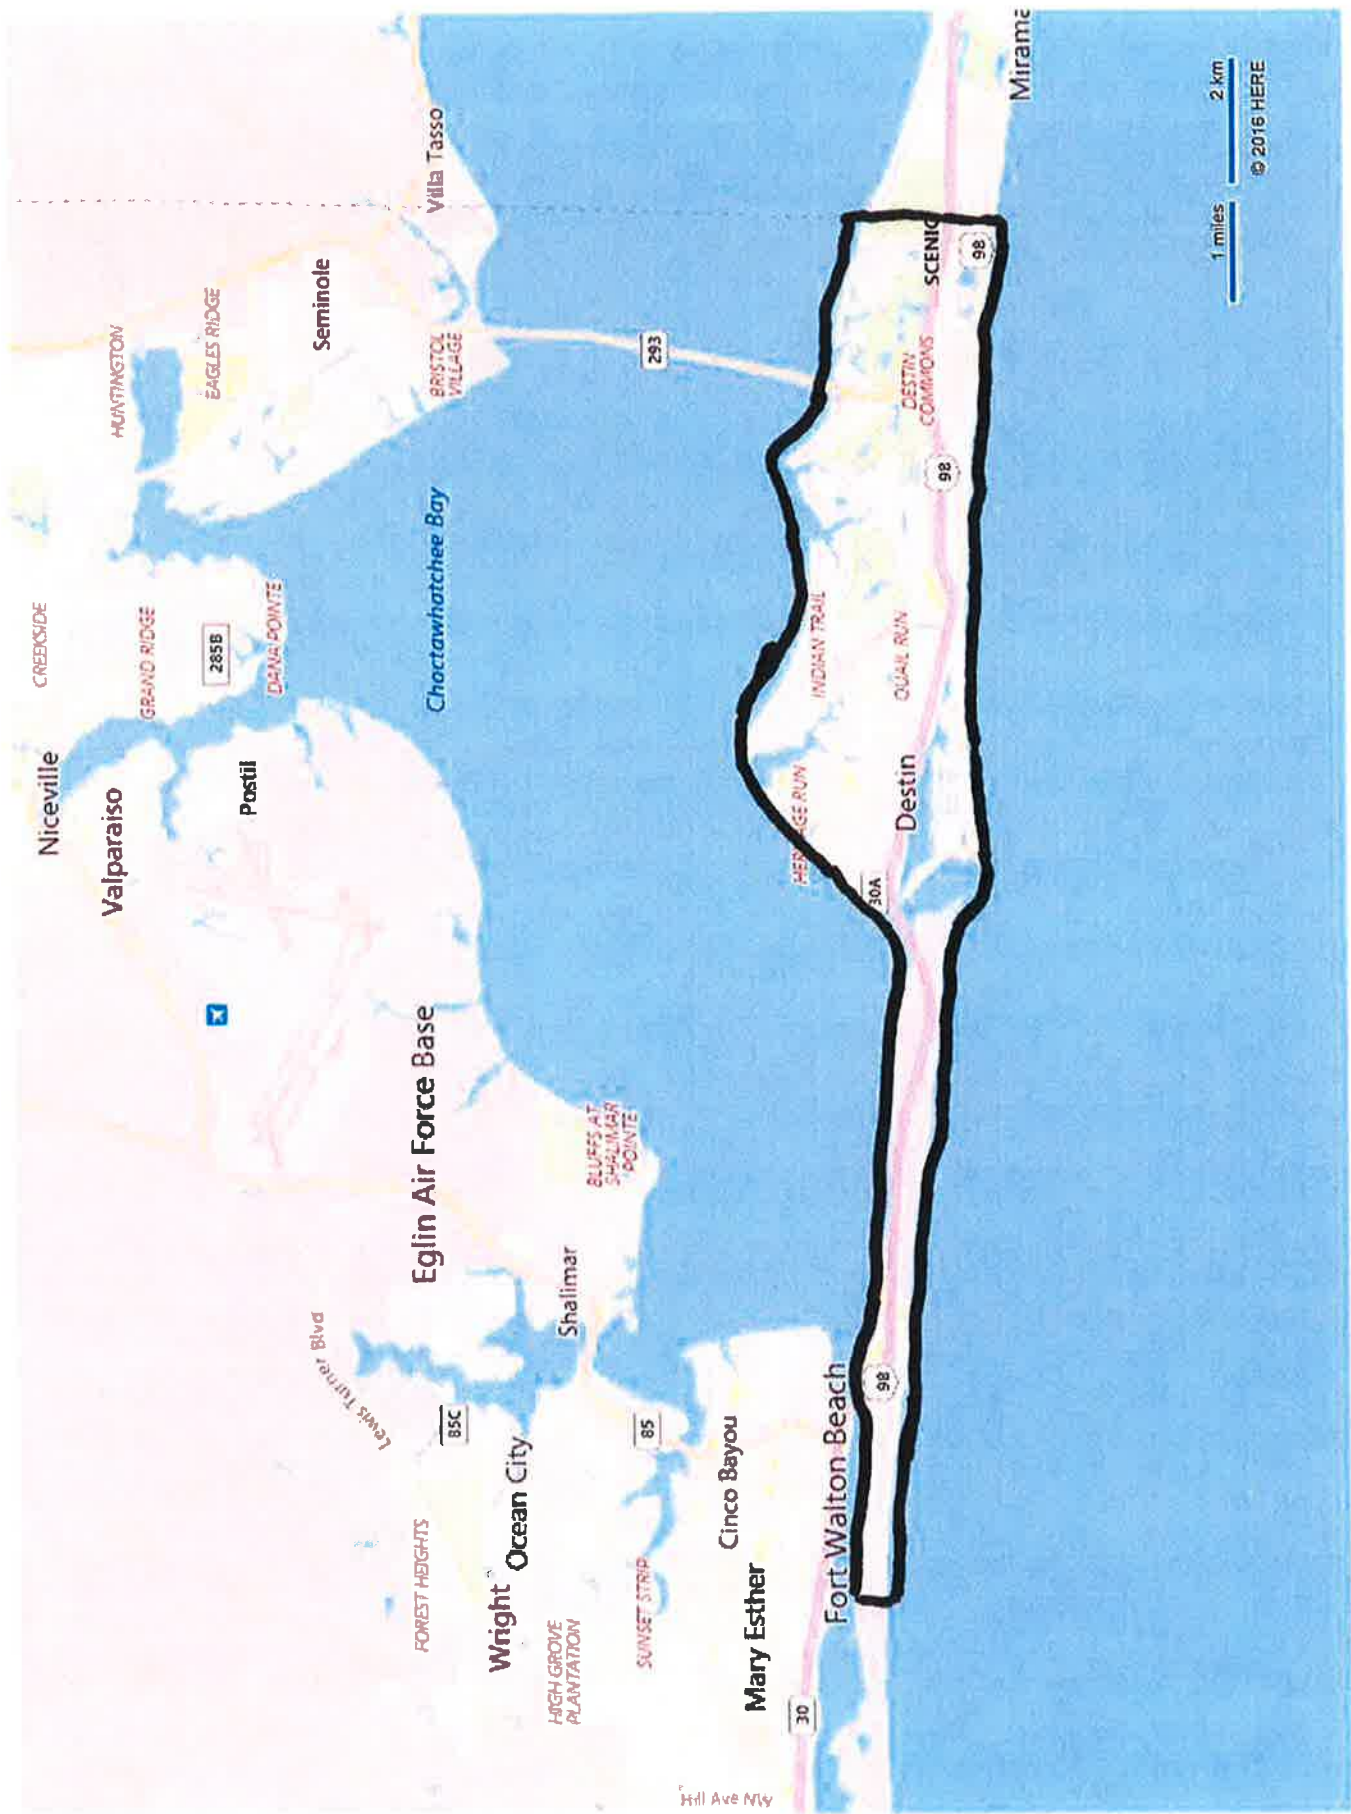 Niceville
CREEKSIDE
Valparaiso
GRAND RIDGE
HUNTINGTON
285B
EAGLES RIDGE
Postil
DANA POINTE
Seminole
Lewis Turner Blvd
FOREST HEIGHTS
85C
Eglin Air Force Base
Choctawhatchee Bay
BRISTOL
VILLAGE
Villa Tasso
Wright
Ocean City
HIGH GROVE
PLANTATION
Shalimar
BLUFFS AT
SHALIMAR
POINTE
SUNSET STRIP
85
293
Hill Ave NW
Mary Esther
Cinco Bayou
30
Fort Walton Beach
HERITAGE RUN
INDIAN TRAIL
98
30A
Destin
QUAIL RUN
DESTIN
COMMONS
98
SCENIC
98
Mirama
1 miles
2 km
© 2016 HERE